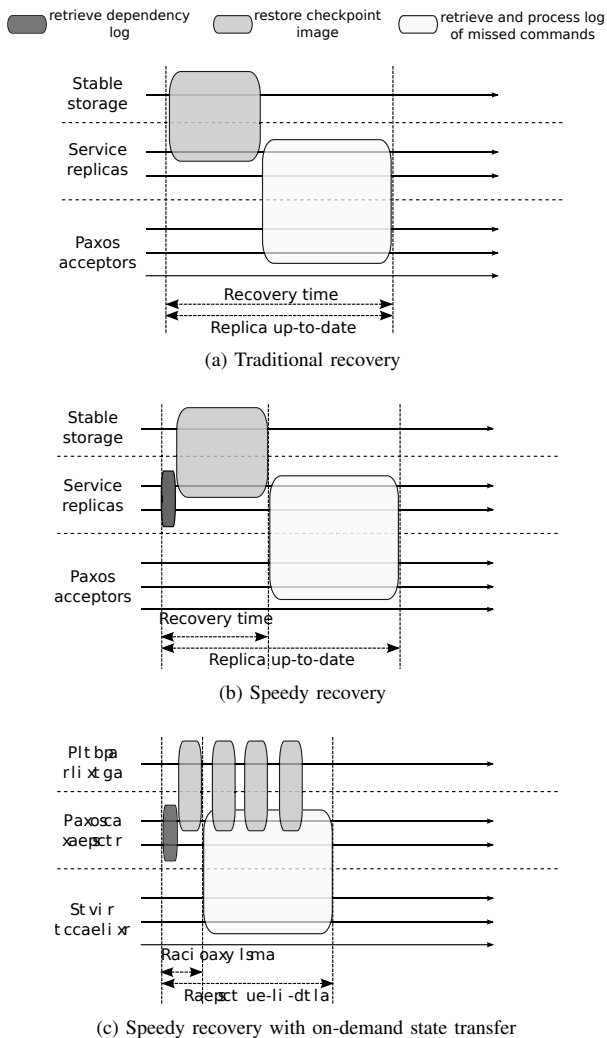 retrieve dependency
log
restore checkpoint
image
retrieve and process log
of missed commands
Stable
storage
Service
replicas
Paxos
acceptors
Recovery time
Replica up-to-date
(a) Traditional recovery
Stable
storage
Service
replicas
Paxos
acceptors
Recovery time
Replica up-to-date
(b) Speedy recovery
(c) Speedy recovery with on-demand state transfer